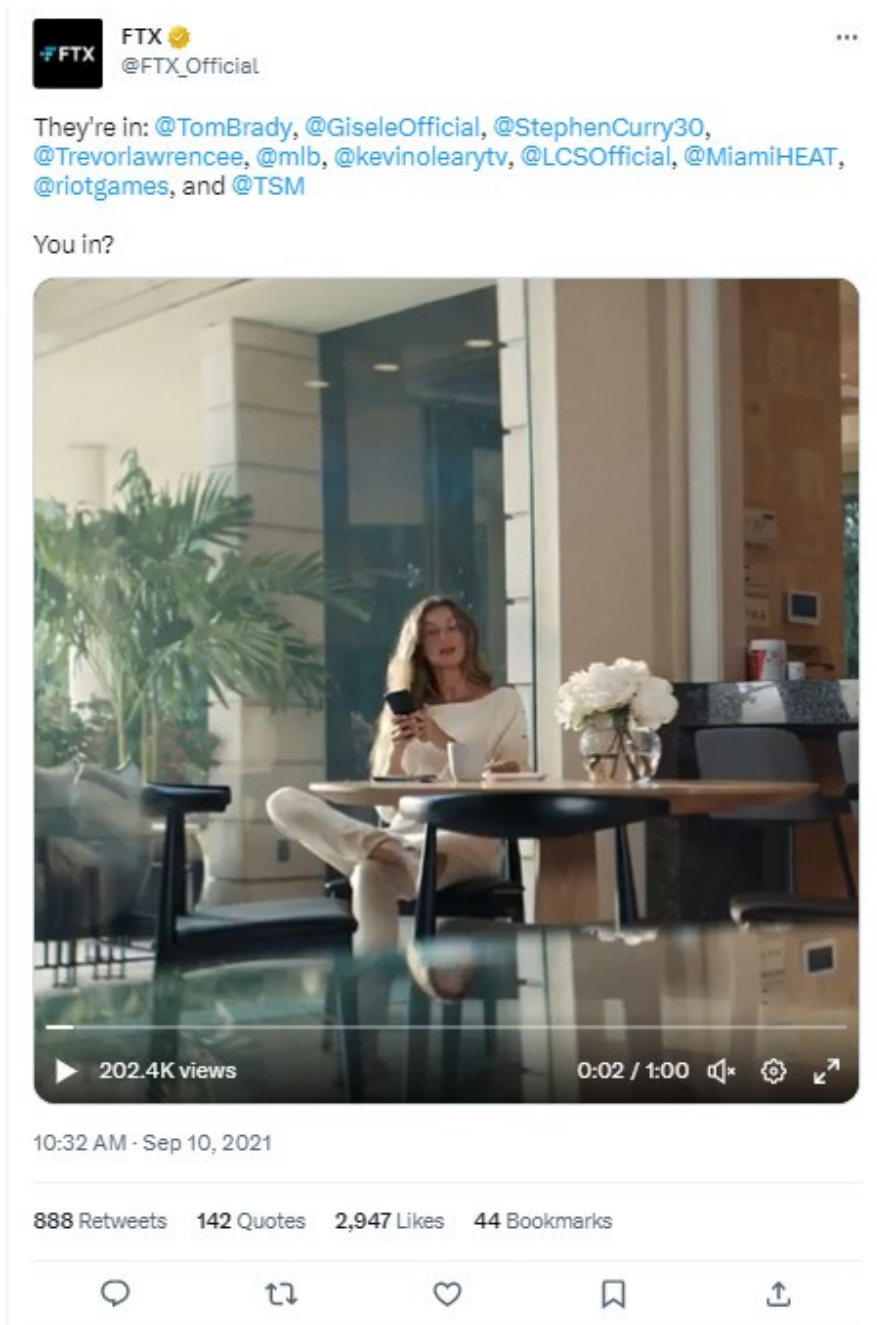 FTX
FTX
@FTX_Official
They're in: @TomBrady, @GiseleOfficial, @StephenCurry30,
@Trevorlawrencee, @mlb, @kevinolearytv, @LCSOfficial, @MiamiHEAT,
@riotgames, and @TSM
You in?
202.4K views
0:02 / 1:00
10:32 AM · Sep 10, 2021
888 Retweets 142 Quotes 2,947 Likes 44 Bookmarks